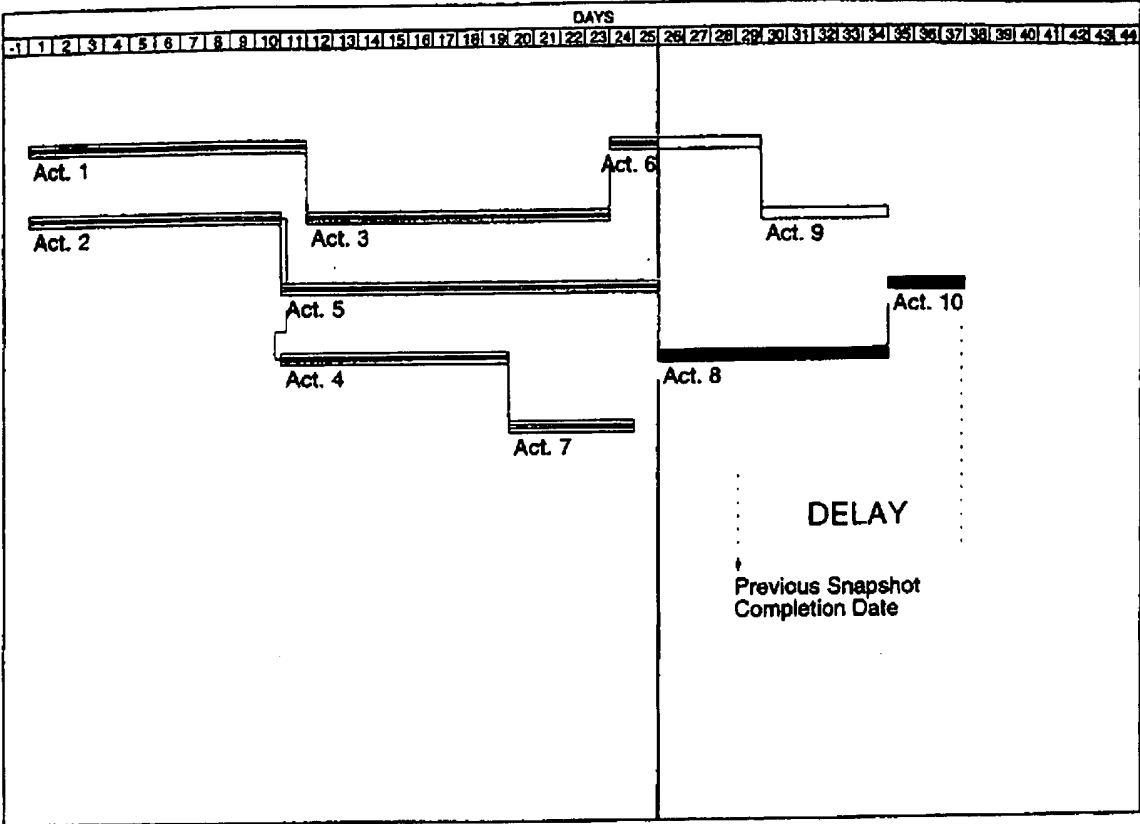 DAYS
-1 1 2 3 4 5 6 7 8 9 10 11 12 13 14 15 16 17 18 19 20 21 22 23 24 25 26 27 28 29 30 31 32 33 34 35 36 37 38 39 40 41 42 43 44
Act. 1
Act. 6
Act. 2
Act. 3
Act. 9
Act. 5
Act. 10
Act. 4
Act. 8
Act. 7
DELAY
Previous Snapshot
Completion Date